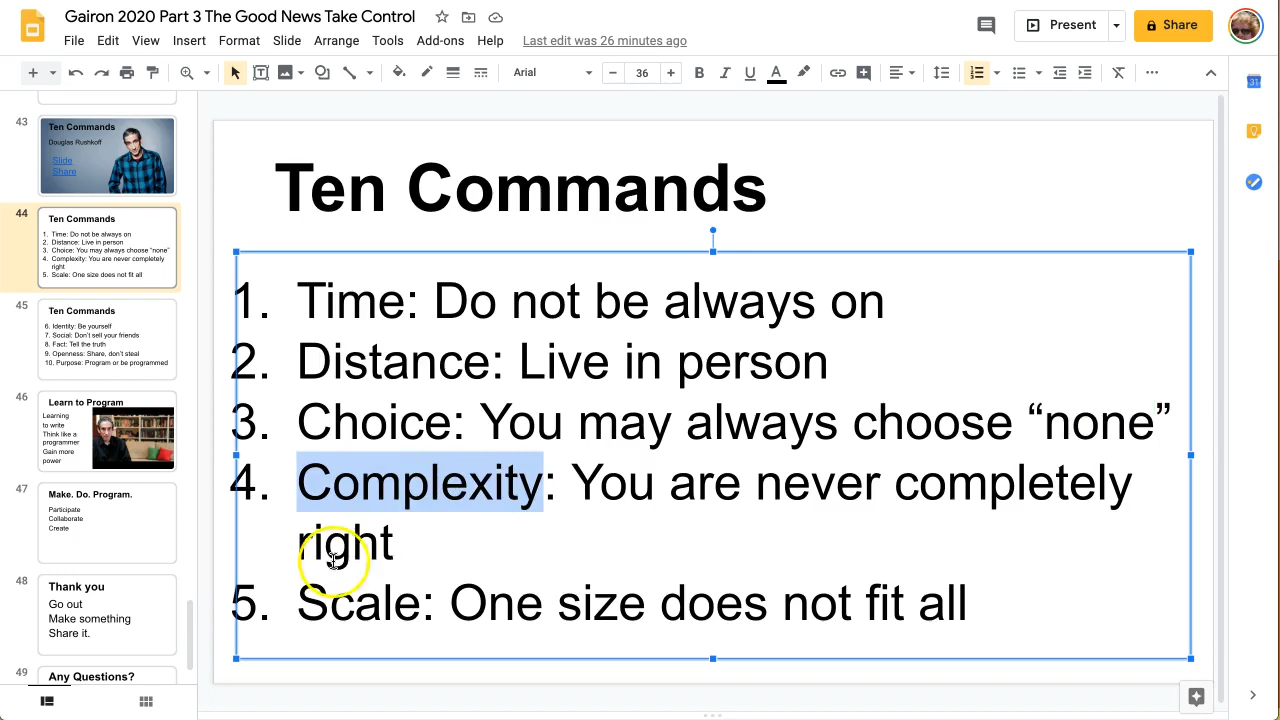 Gairon 2020 Part 3 The Good News Take Control
Present
Share
File Edit View Insert Format Slide Arrange Tools Add-ons Help Last edit was 26 minutes ago
Arial
36
B I U A
31
43
Ten Commands
Douglas Rushkoff
Slide
Share
44
Ten Commands
1. Time: Do not be always on
2. Distance: Live in person
3. Choice: You may always choose “none”
4. Complexity: You are never completely
right
5. Scale: One size does not fit all
45
Ten Commands
6. Identity: Be yourself
7. Social: Don't sell your friends
8. Fact: Tell the truth
9. Openness: Share, don't steal
10. Purpose: Program or be programmed
46
Learn to Program
Learning
to write
Think like a
programmer
Gain more
power
47
Make. Do. Program.
Participate
Collaborate
Create
48
Thank you
Go out
Make something
Share it.
49
Any Questions?
Ten Commands
1. Time: Do not be always on
2. Distance: Live in person
3. Choice: You may always choose “none”
4. Complexity: You are never completely
right
5. Scale: One size does not fit all